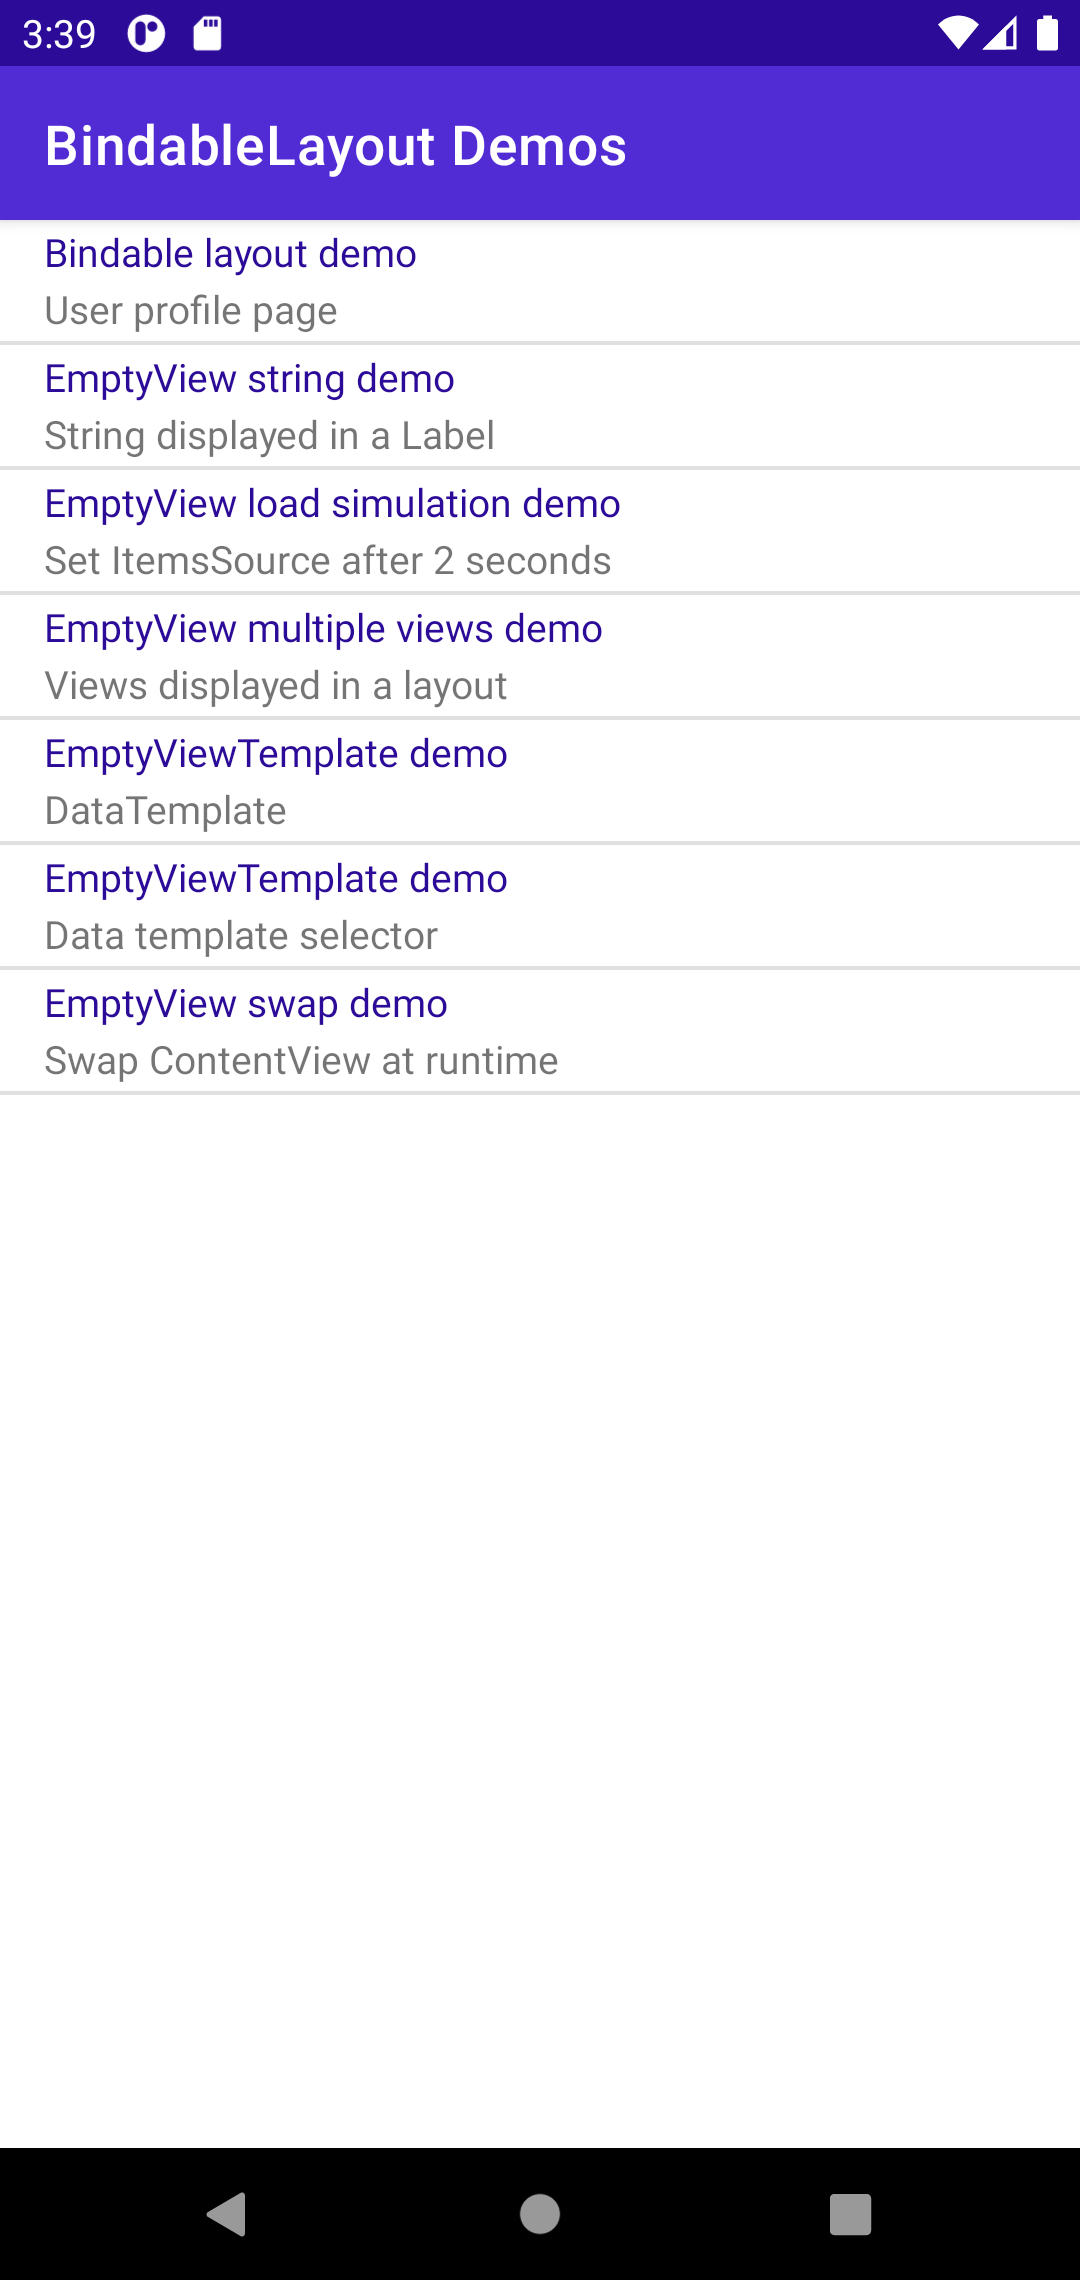 3:39
BindableLayout Demos
Bindable layout demo
User profile page
EmptyView string demo
String displayed in a Label
EmptyView load simulation demo
Set ItemsSource after 2 seconds
EmptyView multiple views demo
Views displayed in a layout
EmptyViewTemplate demo
DataTemplate
EmptyViewTemplate demo
Data template selector
EmptyView swap demo
Swap ContentView at runtime